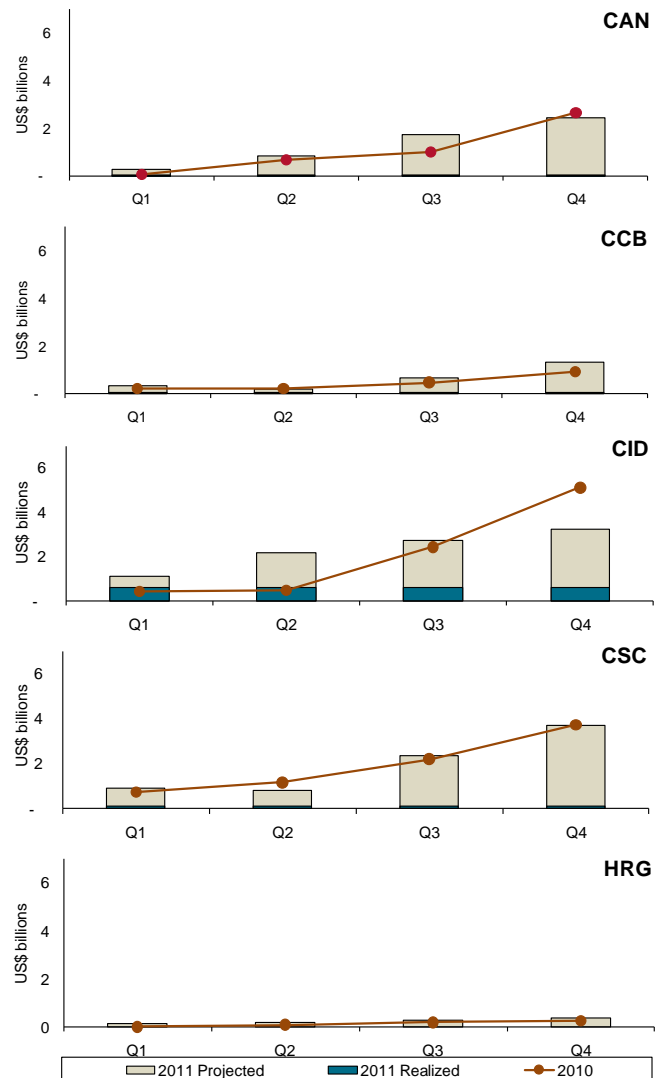 CAN
US$ billions
6
4
2
-
Q1 Q2 Q3 Q4
CCB
US$ billions
6
4
2
-
Q1 Q2 Q3 Q4
CID
US$ billions
6
4
2
-
Q1 Q2 Q3 Q4
CSC
US$ billions
6
4
2
-
Q1 Q2 Q3 Q4
HRG
US$ billions
6
4
2
0
Q1 Q2 Q3 Q4
2011 Projected 2011 Realized 2010